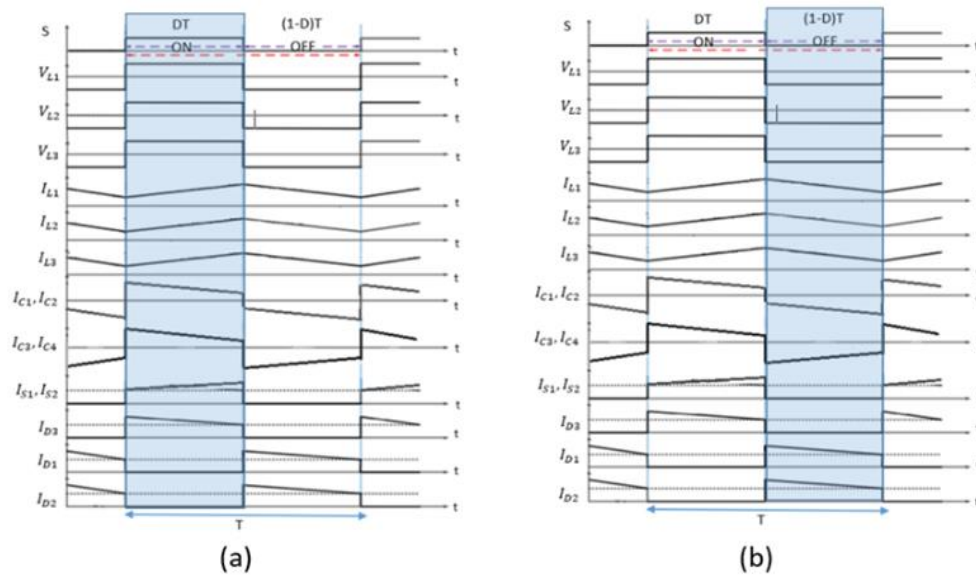 DT (1-D)T
S ON OFF t
V_L1 t
V_L2 t
V_L3 t
I_L1 t
I_L2 t
I_L3 t
I_C1, I_C2 t
I_C3, I_C4 t
I_S1, I_S2 t
I_D3 t
I_D1 t
I_D2 t
T
(a)
DT (1-D)T
S ON OFF
V_L1
V_L2
V_L3
I_L1
I_L2
I_L3
I_C1, I_C2
I_C3, I_C4
I_S1, I_S2
I_D3
I_D1
I_D2
T
(b)